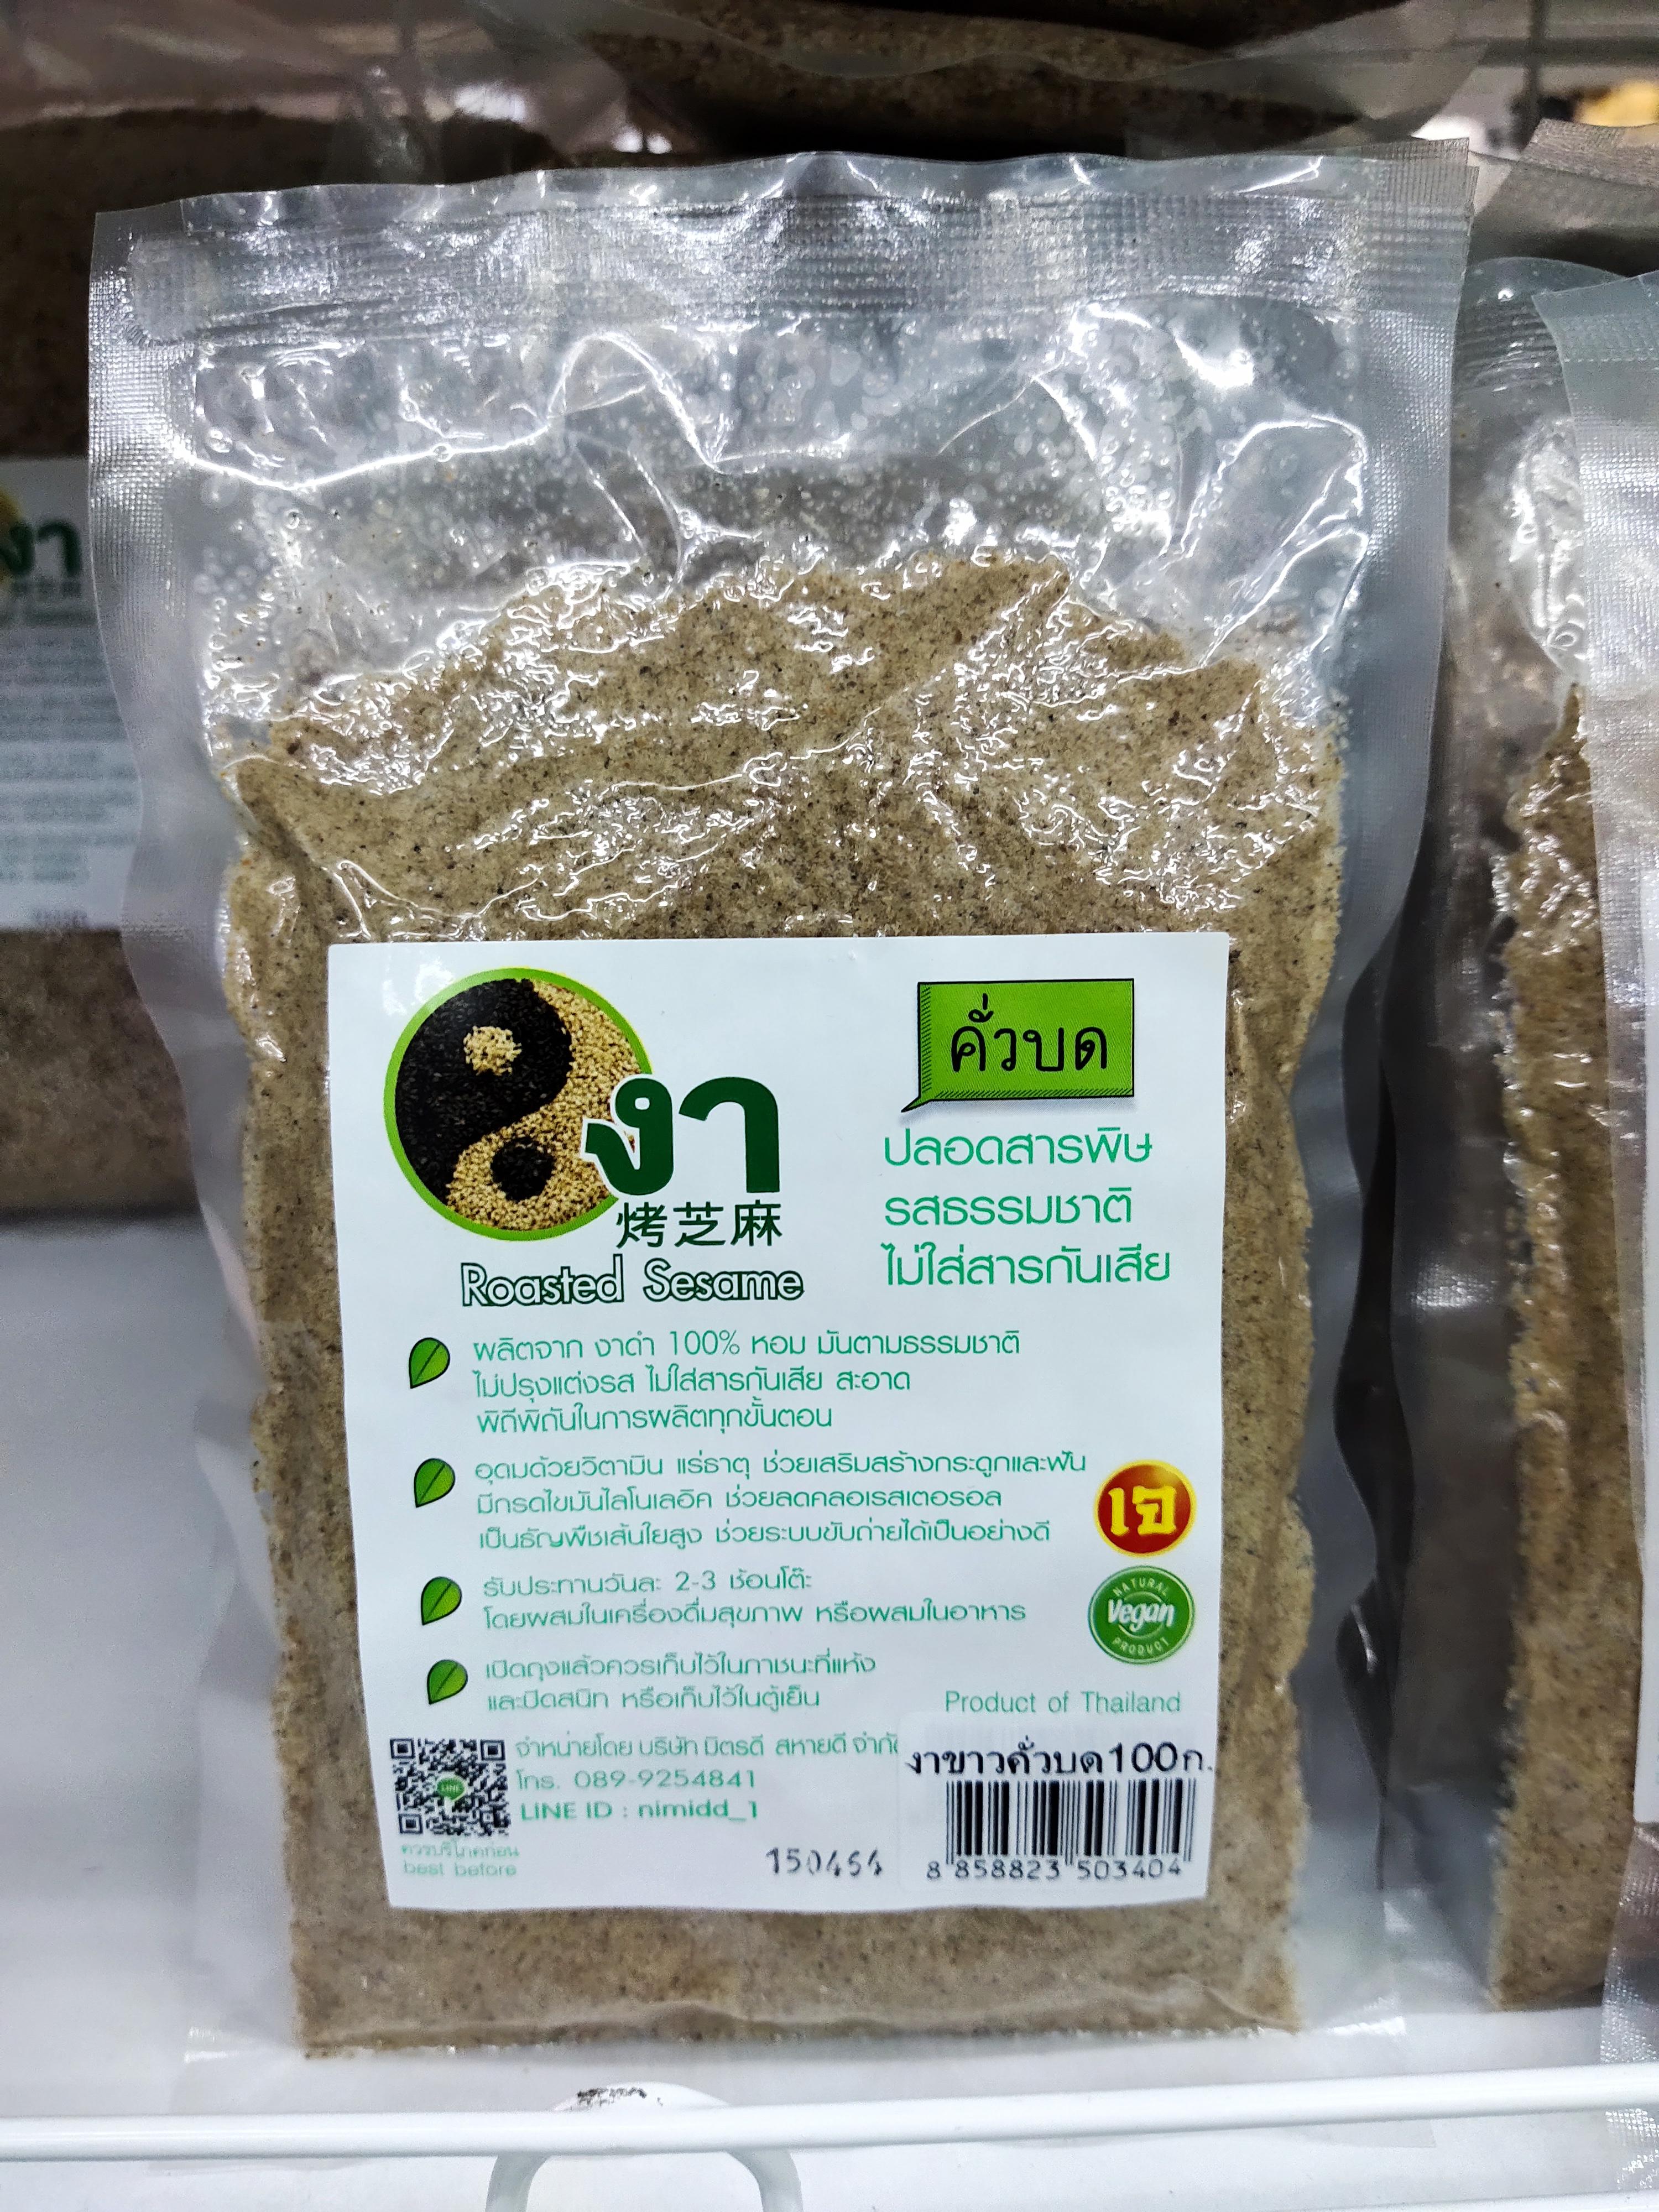 งา
烤芝麻
Roasted Sesame
คั่วบด
ปลอดสารพิษ
รสธรรมชาติ
ไม่ใส่สารกันเสีย
ผลิตจาก งาดำ 100% หอม มันตามธรรมชาติ
ไม่ปรุงแต่งรส ไม่ใส่สารกันเสีย สะอาด
พิถีพิถันในการผลิตทุกขั้นตอน
อุดมด้วยวิตามิน แร่ธาตุ ช่วยเสริมสร้างกระดูกและฟัน
มีกรดไขมันไลโนเลอิค ช่วยลดคลอเรสเตอรอล
เป็นธัญพืชเส้นใยสูง ช่วยระบบขับถ่ายได้เป็นอย่างดี
เจ
รับประทานวันละ 2-3 ช้อนโต๊ะ
โดยผสมในเครื่องดื่มสุขภาพ หรือผสมในอาหาร
NATURAL
Vegan
PRODUCT
เปิดถุงแล้วควรเก็บไว้ในภาชนะที่แห้ง
และปิดสนิท หรือเก็บไว้ในตู้เย็น
Product of Thailand
จำหน่ายโดย บริษัท มิตรดี สหายดี จำกั
โทร. 089-9254841
LINE ID : nimidd_1
LINE
ควรบริโภคก่อน
best before
150464
งาขาวคั่วบด100ก.
8 858823 503404
งา